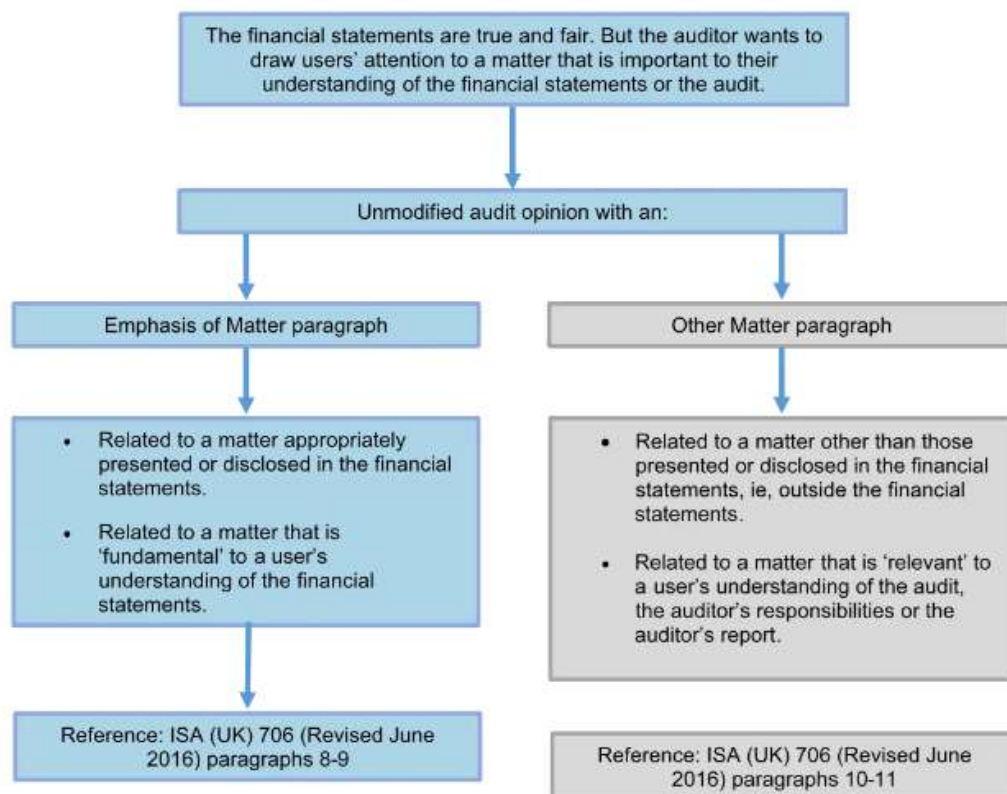 The financial statements are true and fair. But the auditor wants to
draw users' attention to a matter that is important to their
understanding of the financial statements or the audit.
Unmodified audit opinion with an:
Emphasis of Matter paragraph
Other Matter paragraph
• Related to a matter appropriately
presented or disclosed in the financial
statements.
• Related to a matter that is
'fundamental' to a user's
understanding of the financial
statements.
• Related to a matter other than those
presented or disclosed in the financial
statements, ie, outside the financial
statements.
• Related to a matter that is 'relevant' to
a user's understanding of the audit,
the auditor's responsibilities or the
auditor's report.
Reference: ISA (UK) 706 (Revised June
2016) paragraphs 8-9
Reference: ISA (UK) 706 (Revised June
2016) paragraphs 10-11